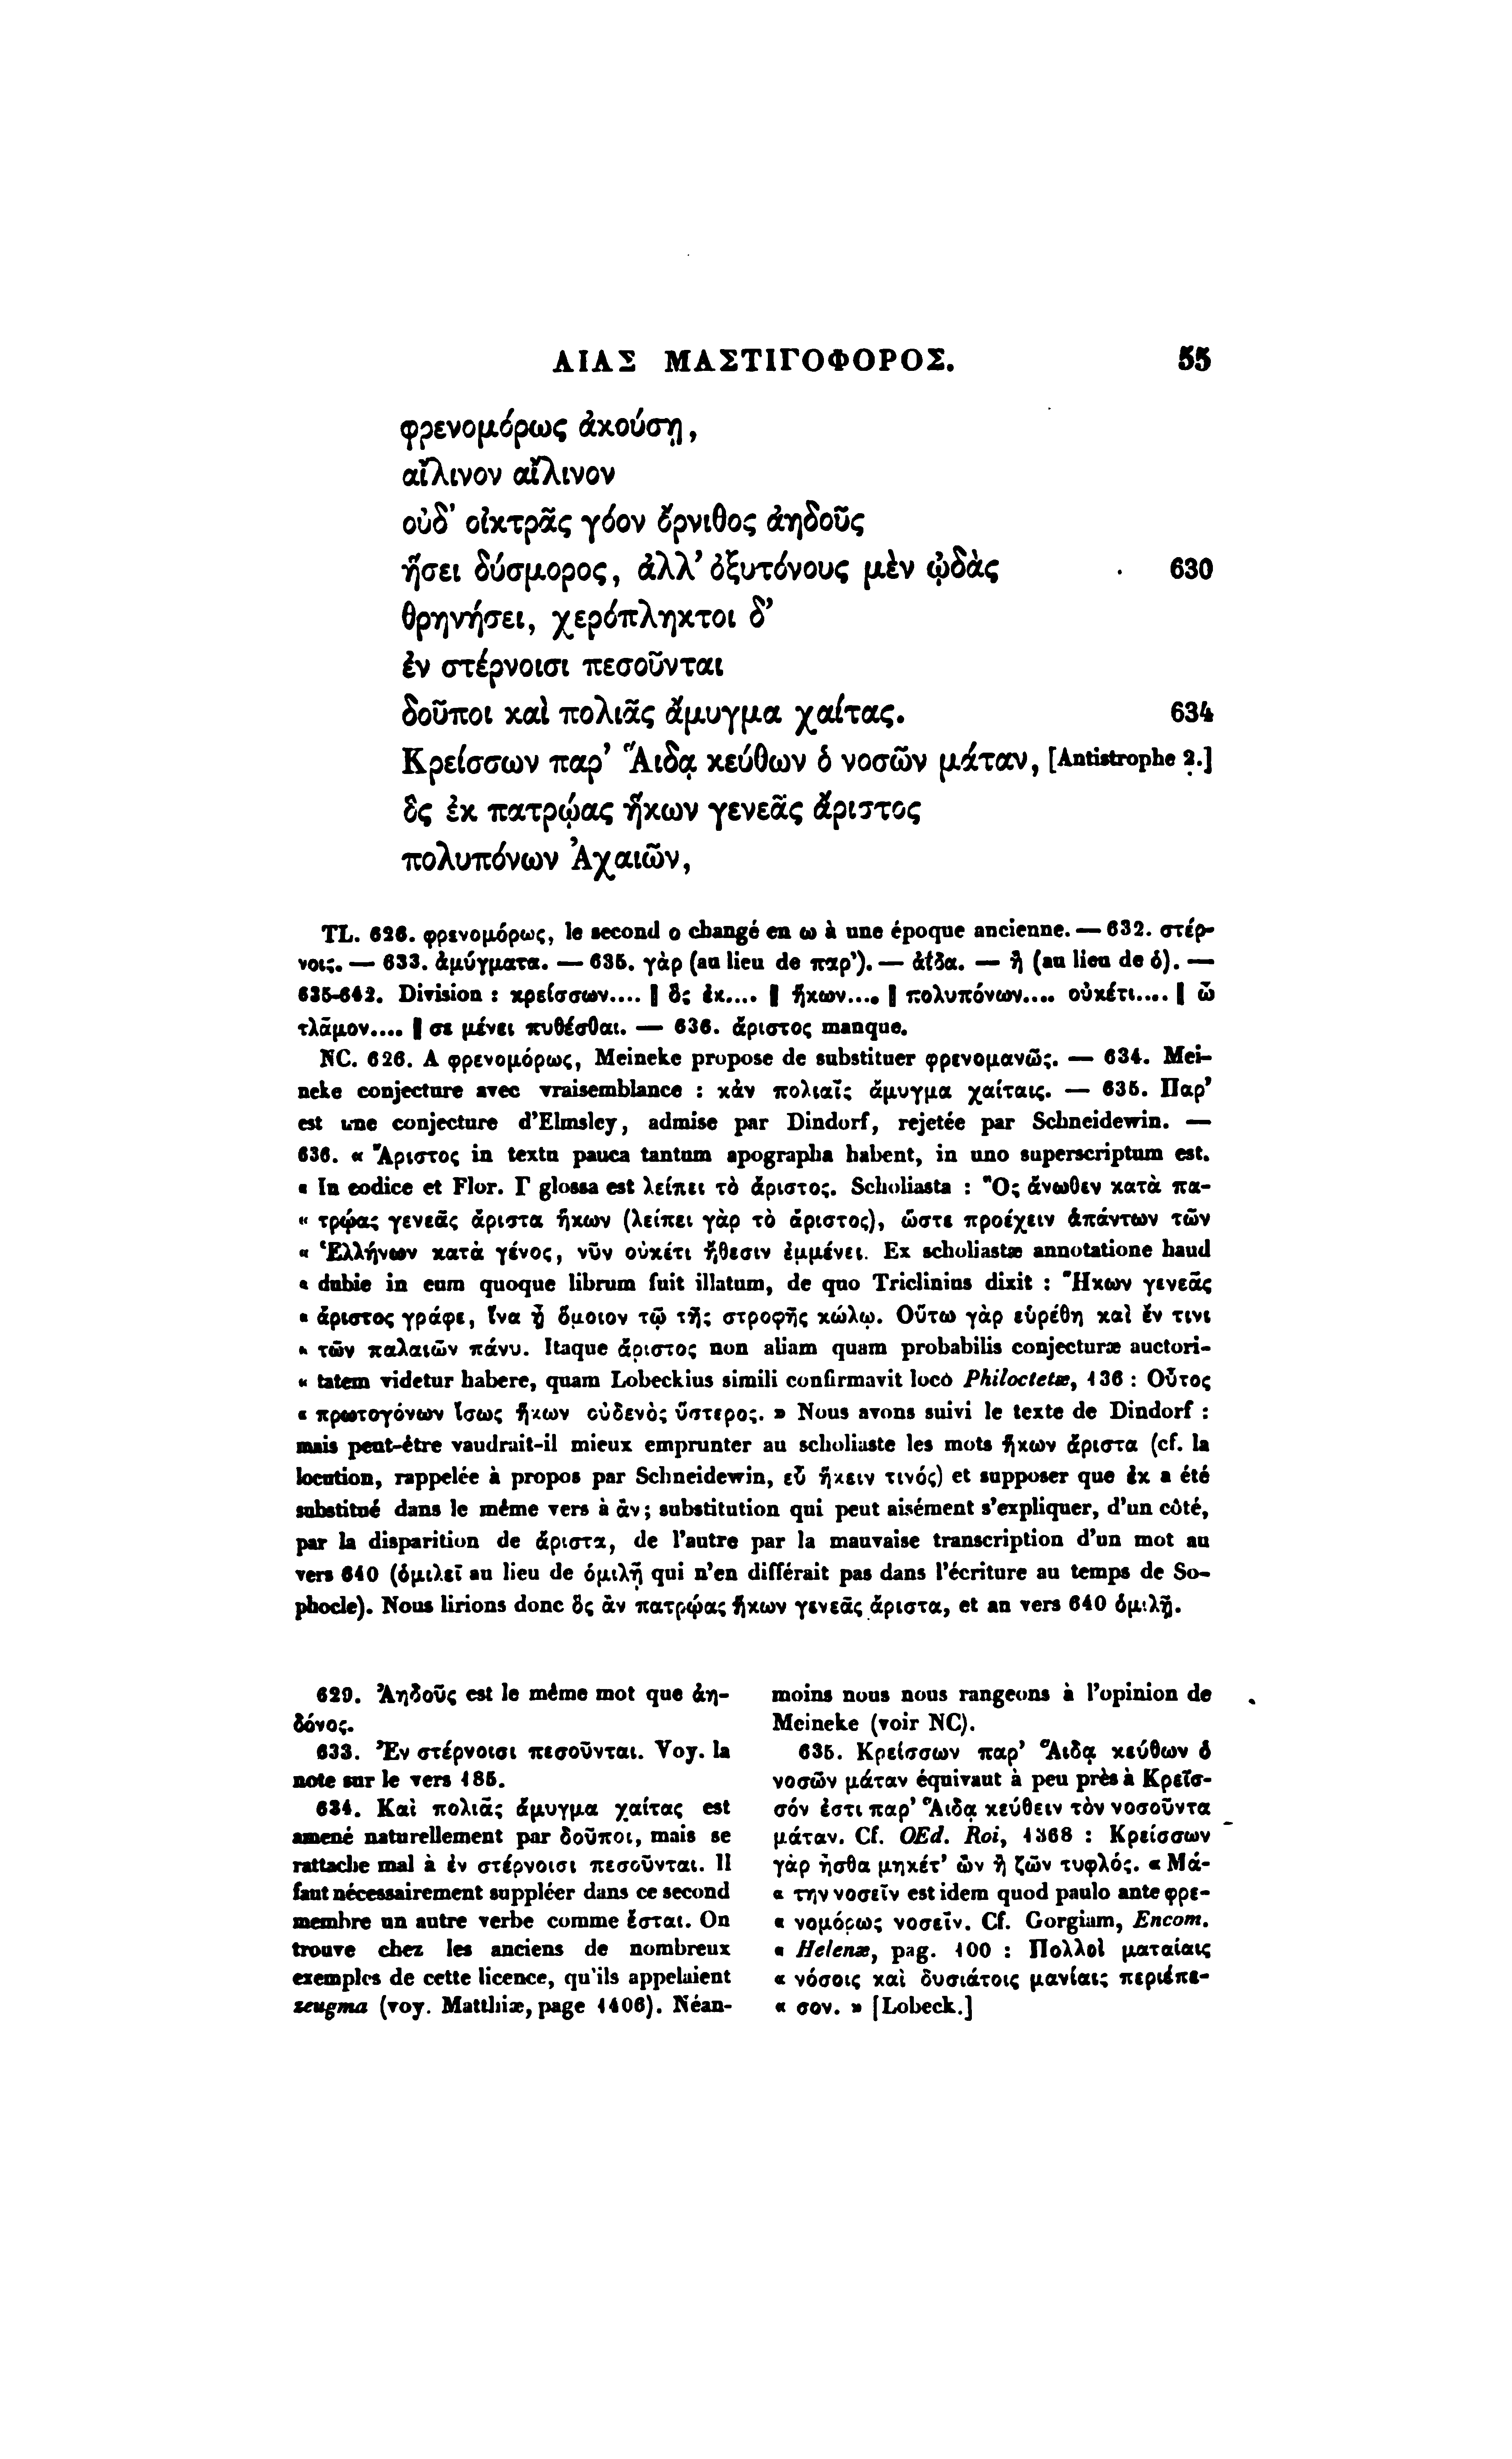 ΑΙΑΣ ΜΑΣΤΙΓΟΦΟΡΟΣ. 55
φρενομόρως ἀκούσῃ,
αἴλινον αἴλινον
οὐδ' οἰκτρᾶς γόον ὄρνιθος ἀηδοῦς
ἥσει δύσμορος, ἀλλ' ὀξυτόνους μὲν ᾠδὰς 630
θρηνήσει, χερόπληκτοι δ'
ἐν στέρνοισι πεσοῦνται
δοῦποι καὶ πολιᾶς ἄμυγμα χαίτας. 634
Κρείσσων παρ' Ἅιδᾳ κεύθων ὁ νοσῶν μάταν, [Antistrophe 2.]
ὃς ἐκ πατρῴας ἥκων γενεᾶς ἄριστος
πολυπόνων Ἀχαιῶν,
TL. 626. φρενομόρως, le second o changé en ω à une époque ancienne. — 632. στέρ-
νοις. — 633. ἀμύγματα. — 635. γὰρ (au lieu de παρ'). — ἀΐδα. — ἢ (au lieu de ὁ). —
635-642. Division : κρείσσων.... | ὃς ἐκ.... | ἥκων.... | πολυπόνων.... οὐκέτι.... | ὦ
τλᾶμον.... | σε μένει πυθέσθαι. — 636. ἄριστος manque.
NC. 626. A φρενομόρως, Meineke propose de substituer φρενομανῶς. — 634. Mei-
neke conjecture avec vraisemblance : κἀν πολιαῖς ἄμυγμα χαίταις. — 635. Παρ'
est une conjecture d'Elmsley, admise par Dindorf, rejetée par Schneidewin. —
636. « Ἄριστος in textu pauca tantum apographa habent, in uno superscriptum est.
« In codice et Flor. Γ glossa est λείπει τὸ ἄριστος. Scholiasta : Ὃς ἄνωθεν κατὰ πα-
« τρῴας γενεᾶς ἄριστα ἥκων (λείπει γὰρ τὸ ἄριστος), ὥστε προέχειν ἁπάντων τῶν
« Ἑλλήνων κατὰ γένος, νῦν οὐκέτι ἤθεσιν ἐμμένει. Ex scholiastæ annotatione haud
« dubie in eum quoque librum fuit illatum, de quo Triclinius dixit : Ἥκων γενεᾶς
« ἄριστος γράφε, ἵνα ᾖ ὅμοιον τῷ τῆς στροφῆς κώλῳ. Οὕτω γὰρ εὑρέθη καὶ ἔν τινι
« τῶν παλαιῶν πάνυ. Itaque ἄριστος non aliam quam probabilis conjecturæ auctori-
« tatem videtur habere, quam Lobeckius simili confirmavit loco Philoctetæ, 136 : Οὗτος
« πρωτογόνων ἴσως ἥκων οὐδενὸς ὕστερος. » Nous avons suivi le texte de Dindorf :
mais peut-être vaudrait-il mieux emprunter au scholiaste les mots ἥκων ἄριστα (cf. la
locution, rappelée à propos par Schneidewin, εὖ ἥκειν τινός) et supposer que ἐκ a été
substitué dans le même vers à ἂν; substitution qui peut aisément s'expliquer, d'un côté,
par la disparition de ἄριστα, de l'autre par la mauvaise transcription d'un mot au
vers 640 (ὁμιλεῖ au lieu de ὁμιλῇ qui n'en différait pas dans l'écriture au temps de So-
phocle). Nous lirions donc ὃς ἂν πατρῴας ἥκων γενεᾶς ἄριστα, et au vers 640 ὁμιλῇ.
629. Ἀηδοῦς est le même mot que ἀη-
δόνος.
633. Ἐν στέρνοισι πεσοῦνται. Voy. la
note sur le vers 185.
634. Καὶ πολιᾶς ἄμυγμα χαίτας est
amené naturellement par δοῦποι, mais se
rattache mal à ἐν στέρνοισι πεσοῦνται. Il
faut nécessairement suppléer dans ce second
membre un autre verbe comme ἔσται. On
trouve chez les anciens de nombreux
exemples de cette licence, qu'ils appelaient
zeugma (voy. Matthiæ, page 1406). Néan-
moins nous nous rangeons à l'opinion de
Meineke (voir NC).
635. Κρείσσων παρ' Ἅιδᾳ κεύθων ὁ
νοσῶν μάταν équivaut à peu près à Κρεῖσ-
σόν ἐστι παρ' Ἅιδᾳ κεύθειν τὸν νοσοῦντα
μάταν. Cf. OEd. Roi, 1368 : Κρείσσων
γὰρ ἦσθα μηκέτ' ὢν ἢ ζῶν τυφλός. « Μά-
« την νοσεῖν est idem quod paulo ante φρε-
« νομόρως νοσεῖν. Cf. Gorgiam, Encom.
« Helenæ, pag. 100 : Πολλοὶ ματαίαις
« νόσοις καὶ δυσιάτοις μανίαις περιέπε-
« σον. » [Lobeck.]